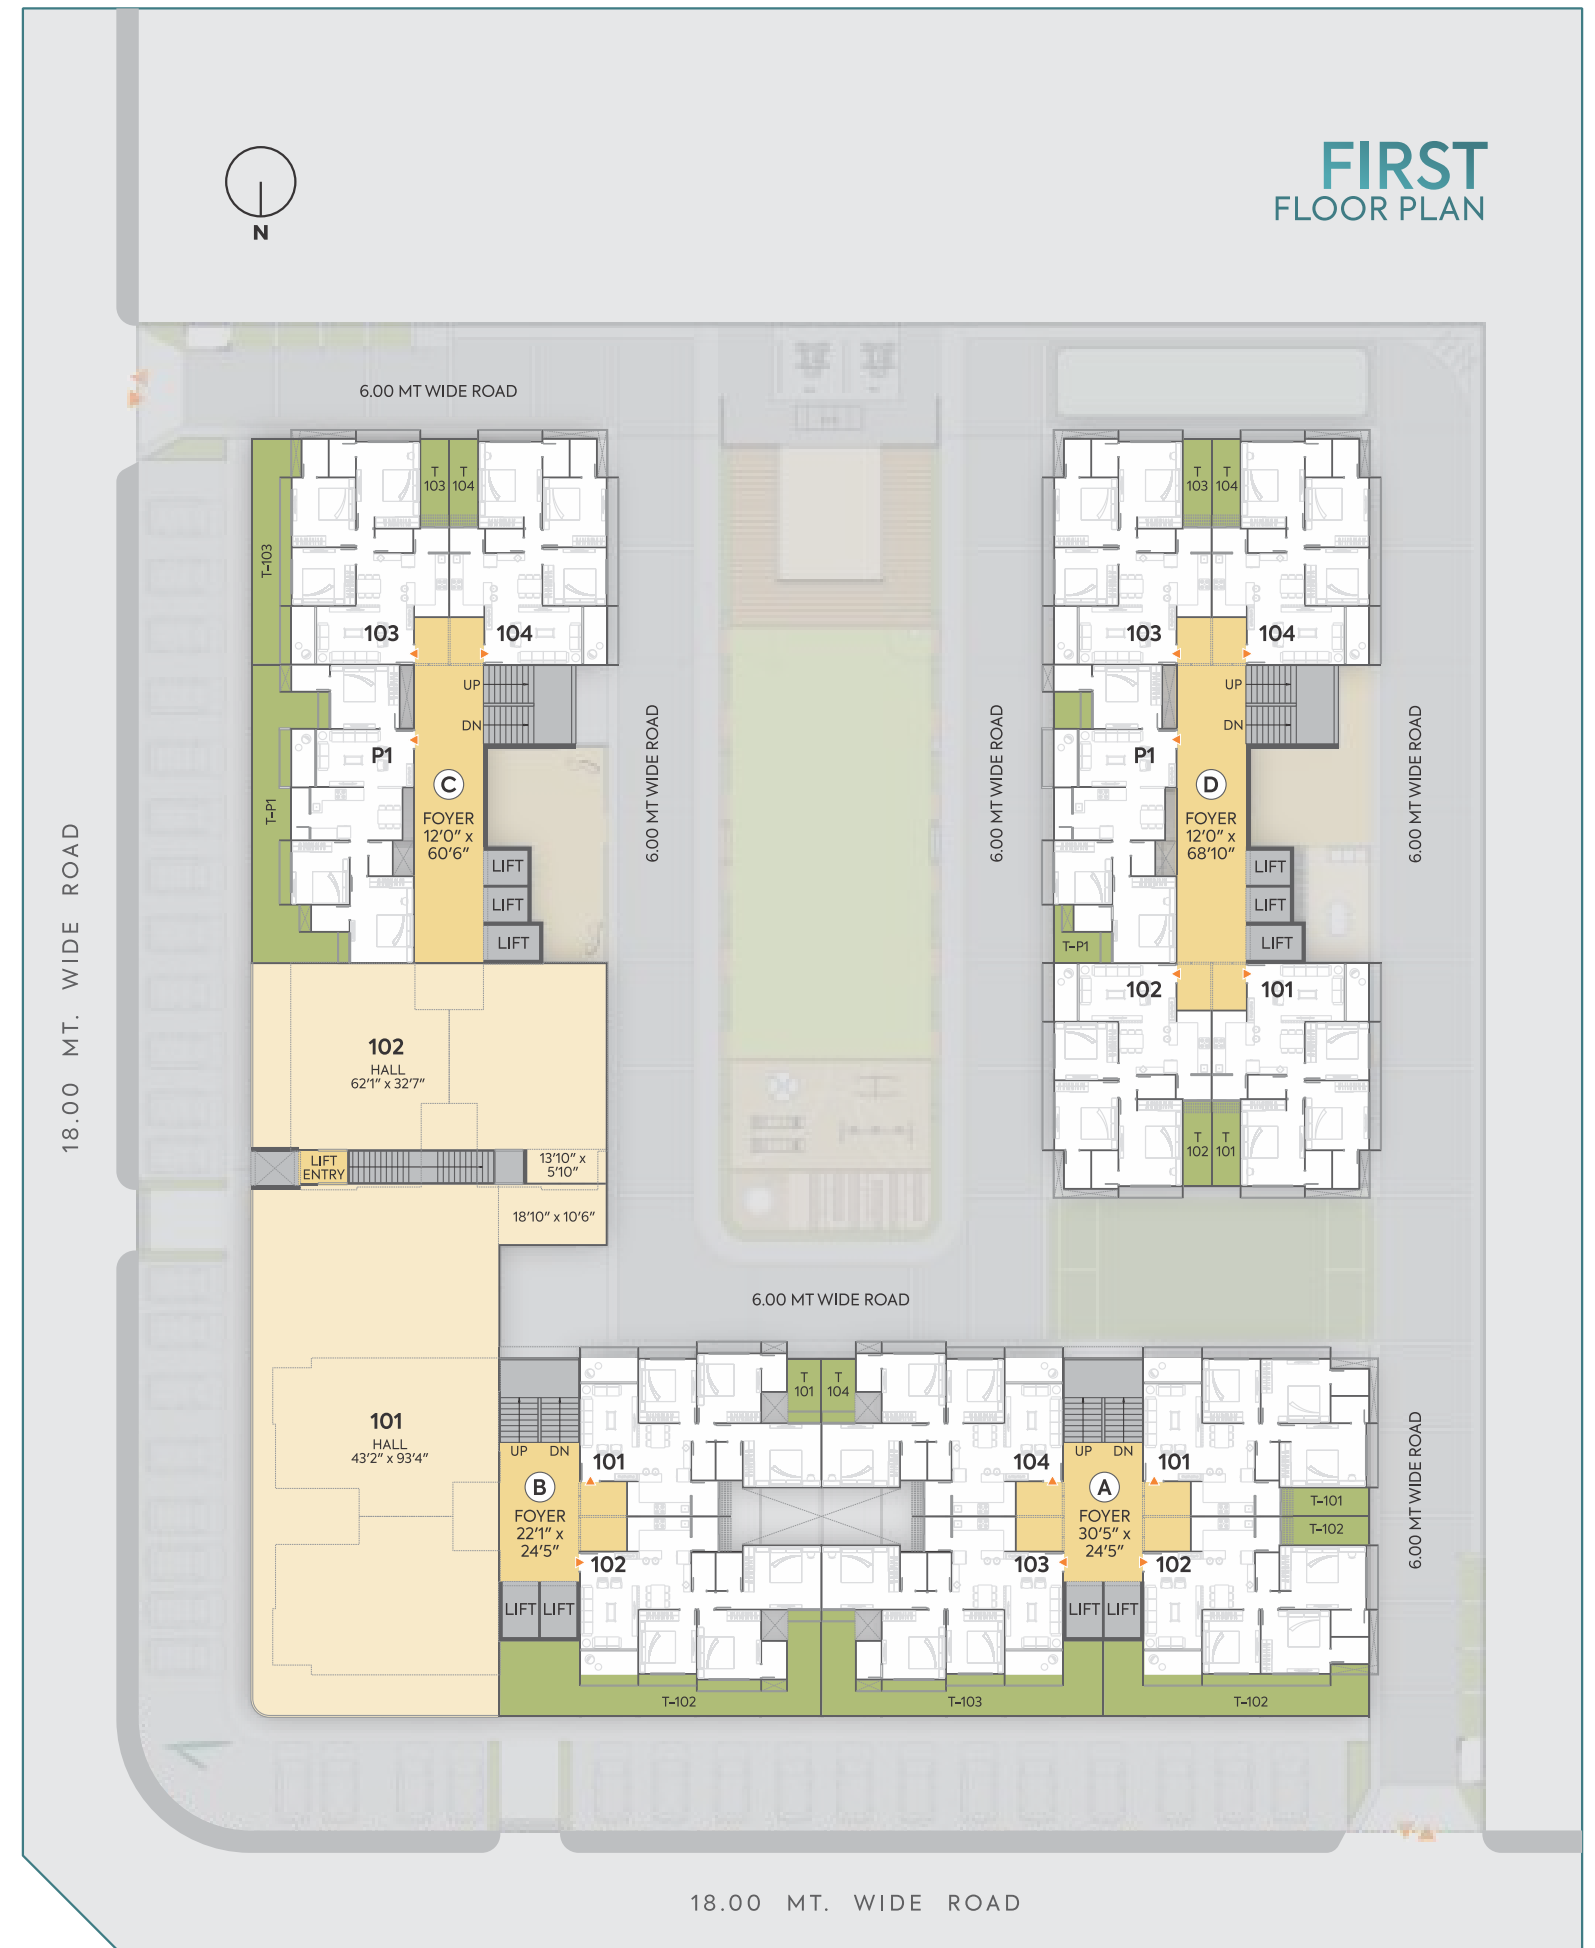 FIRST
FLOOR PLAN
N
6.00 MT WIDE ROAD
T
103
T
104
T
103
T
104
T-103
103
104
103
104
UP
DN
UP
DN
P1
P1
C
FOYER
12'0" x
60'6"
D
FOYER
12'0" x
68'10"
T-P1
6.00 MT WIDE ROAD
6.00 MT WIDE ROAD
6.00 MT WIDE ROAD
18.00 MT. WIDE ROAD
LIFT
LIFT
LIFT
LIFT
LIFT
LIFT
T-P1
102
101
102
HALL
62'1" x 32'7"
T
102
T
101
LIFT
ENTRY
13'10" x
5'10"
18'10" x 10'6"
6.00 MT WIDE ROAD
T
101
T
104
101
HALL
43'2" x 93'4"
UP
DN
101
104
UP
DN
101
6.00 MT WIDE ROAD
B
FOYER
22'1" x
24'5"
A
FOYER
30'5" x
24'5"
T-101
T-102
102
103
102
LIFT
LIFT
LIFT
LIFT
T-102
T-103
T-102
18.00 MT. WIDE ROAD